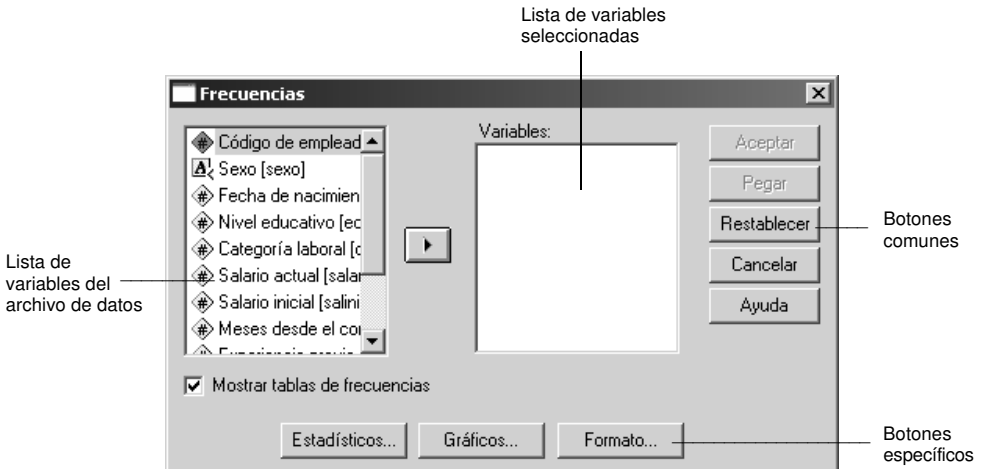 Lista de variables
seleccionadas
Frecuencias
Código de emplead
Sexo [sexo]
Fecha de nacimien
Nivel educativo [ec
Categoría laboral [c
Salario actual [salar
Salario inicial [salini
Meses desde el co
Variables:
Aceptar
Pegar
Restablecer
Cancelar
Ayuda
Lista de
variables del
archivo de datos
Botones
comunes
Mostrar tablas de frecuencias
Estadísticos...
Gráficos...
Formato...
Botones
específicos